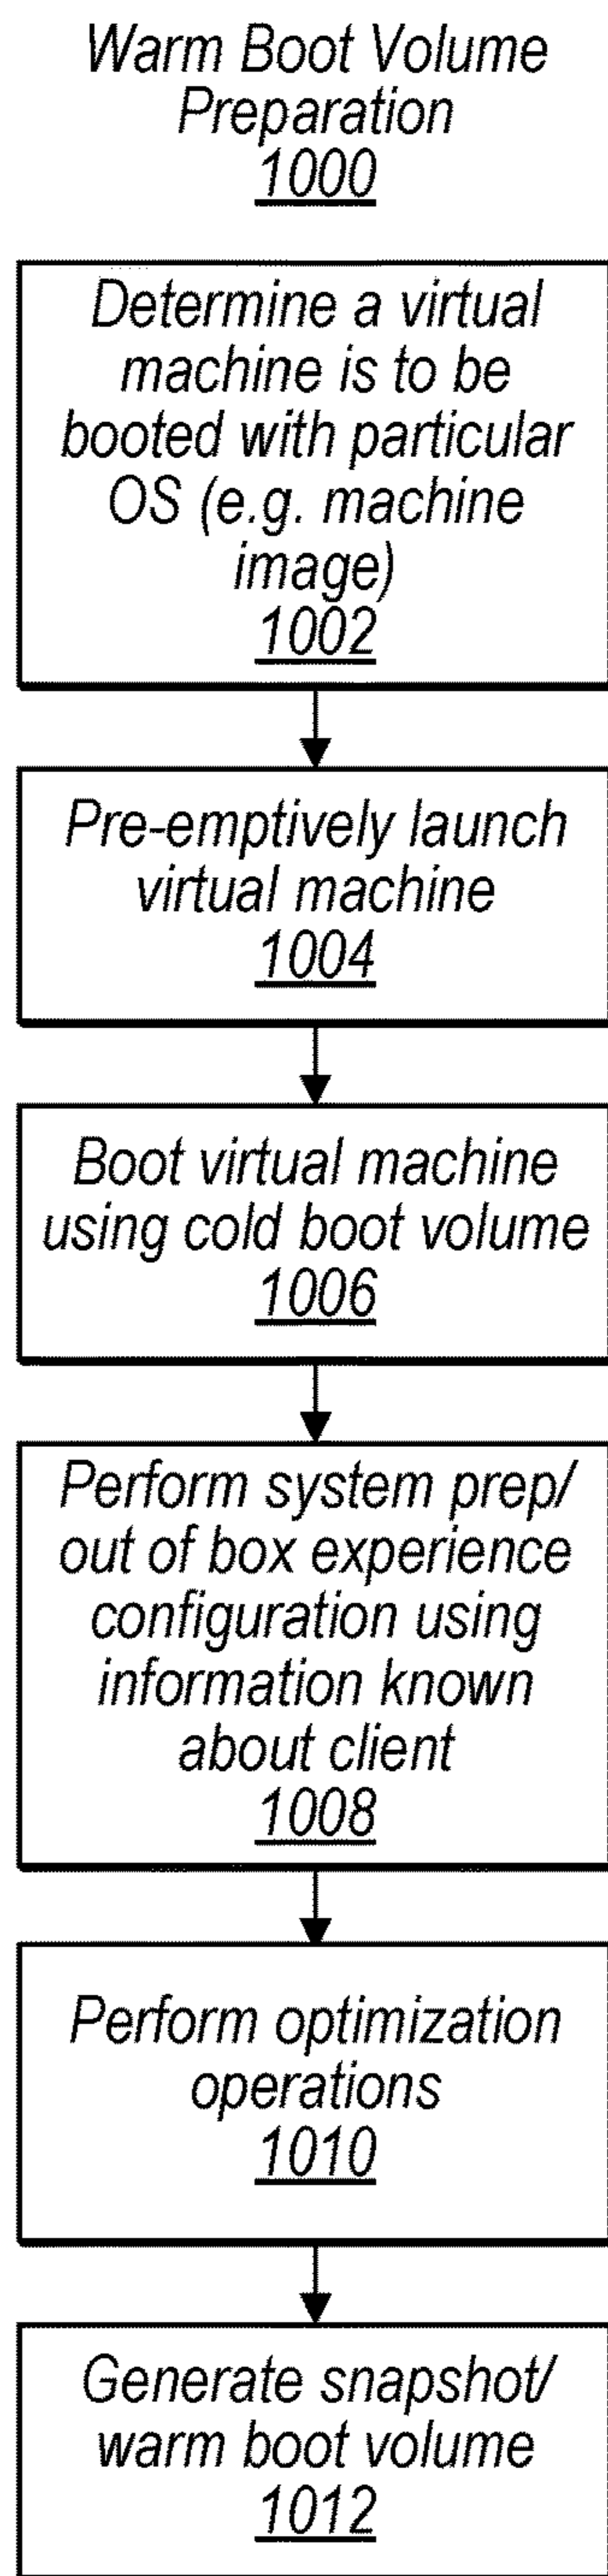 Warm Boot Volume
Preparation
1000
Determine a virtual
machine is to be
booted with particular
OS (e.g. machine
image)
1002
Pre-emptively launch
virtual machine
1004
Boot virtual machine
using cold boot volume
1006
Perform system prep/
out of box experience
configuration using
information known
about client
1008
Perform optimization
operations
1010
Generate snapshot/
warm boot volume
1012